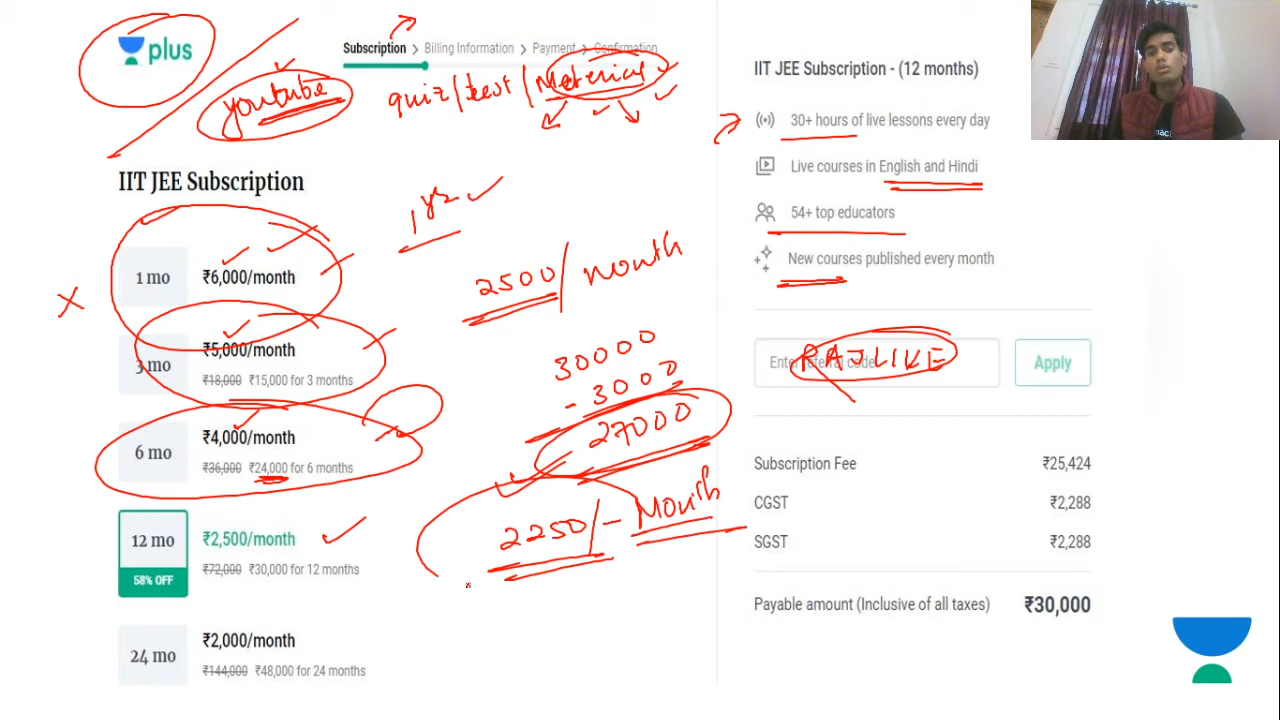 plus
Subscription > Billing Information > Payment > Confirmation
youtube
quiz/test/Material
IIT JEE Subscription
1 yr
1 mo ₹6,000/month
2500/month
3 mo ₹5,000/month
₹18,000 ₹15,000 for 3 months
30000
- 3000
27000
6 mo ₹4,000/month
₹36,000 ₹24,000 for 6 months
2250/- Month
12 mo ₹2,500/month
58% OFF ₹72,000 ₹30,000 for 12 months
24 mo ₹2,000/month
₹144,000 ₹48,000 for 24 months
IIT JEE Subscription - (12 months)
30+ hours of live lessons every day
Live courses in English and Hindi
54+ top educators
New courses published every month
Enter referral code
RAJLIVE
Apply
Subscription Fee ₹25,424
CGST ₹2,288
SGST ₹2,288
Payable amount (Inclusive of all taxes) ₹30,000